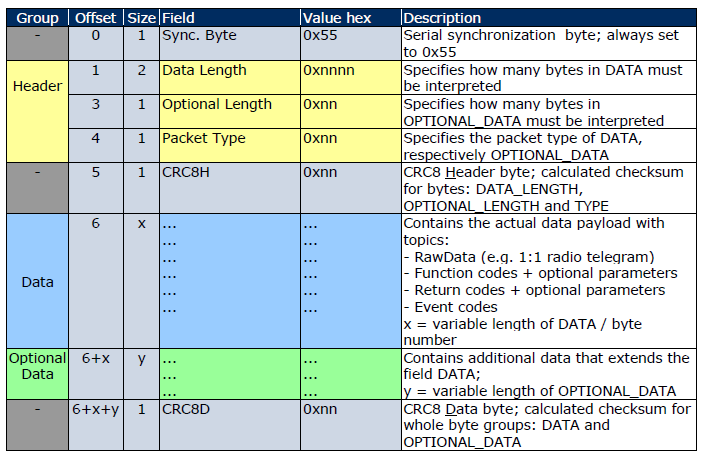 Group Offset Size Field Value hex Description
- 0 1 Sync. Byte 0x55 Serial synchronization byte; always set
to 0x55
Header 1 2 Data Length 0xnnnn Specifies how many bytes in DATA must
be interpreted
3 1 Optional Length 0xnn Specifies how many bytes in
OPTIONAL_DATA must be interpreted
4 1 Packet Type 0xnn Specifies the packet type of DATA,
respectively OPTIONAL_DATA
- 5 1 CRC8H 0xnn CRC8 Header byte; calculated checksum
for bytes: DATA_LENGTH,
OPTIONAL_LENGTH and TYPE
Data 6 x ... ... Contains the actual data payload with
... ... topics:
... ... - RawData (e.g. 1:1 radio telegram)
... ... - Function codes + optional parameters
... ... - Return codes + optional parameters
... ... - Event codes
x = variable length of DATA / byte
number
Optional 6+x y ... ... Contains additional data that extends the
Data ... ... field DATA;
... ... y = variable length of OPTIONAL_DATA
- 6+x+y 1 CRC8D 0xnn CRC8 Data byte; calculated checksum for
whole byte groups: DATA and
OPTIONAL_DATA